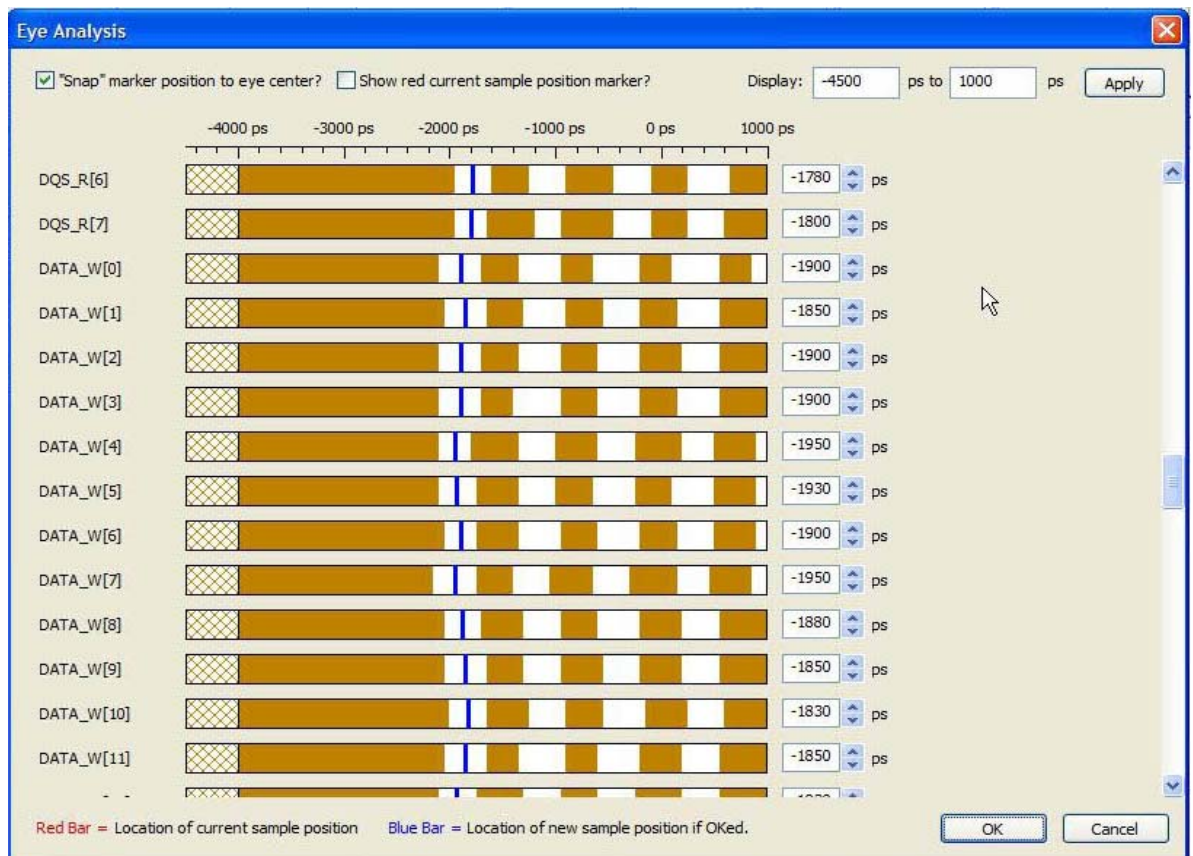 Eye Analysis
"Snap" marker position to eye center? Show red current sample position marker? Display: -4500 ps to 1000 ps Apply
-4000 ps -3000 ps -2000 ps -1000 ps 0 ps 1000 ps
DQS_R[6] -1780 ps
DQS_R[7] -1800 ps
DATA_W[0] -1900 ps
DATA_W[1] -1850 ps
DATA_W[2] -1900 ps
DATA_W[3] -1900 ps
DATA_W[4] -1950 ps
DATA_W[5] -1930 ps
DATA_W[6] -1900 ps
DATA_W[7] -1950 ps
DATA_W[8] -1880 ps
DATA_W[9] -1850 ps
DATA_W[10] -1830 ps
DATA_W[11] -1850 ps
Red Bar = Location of current sample position Blue Bar = Location of new sample position if OKed. OK Cancel